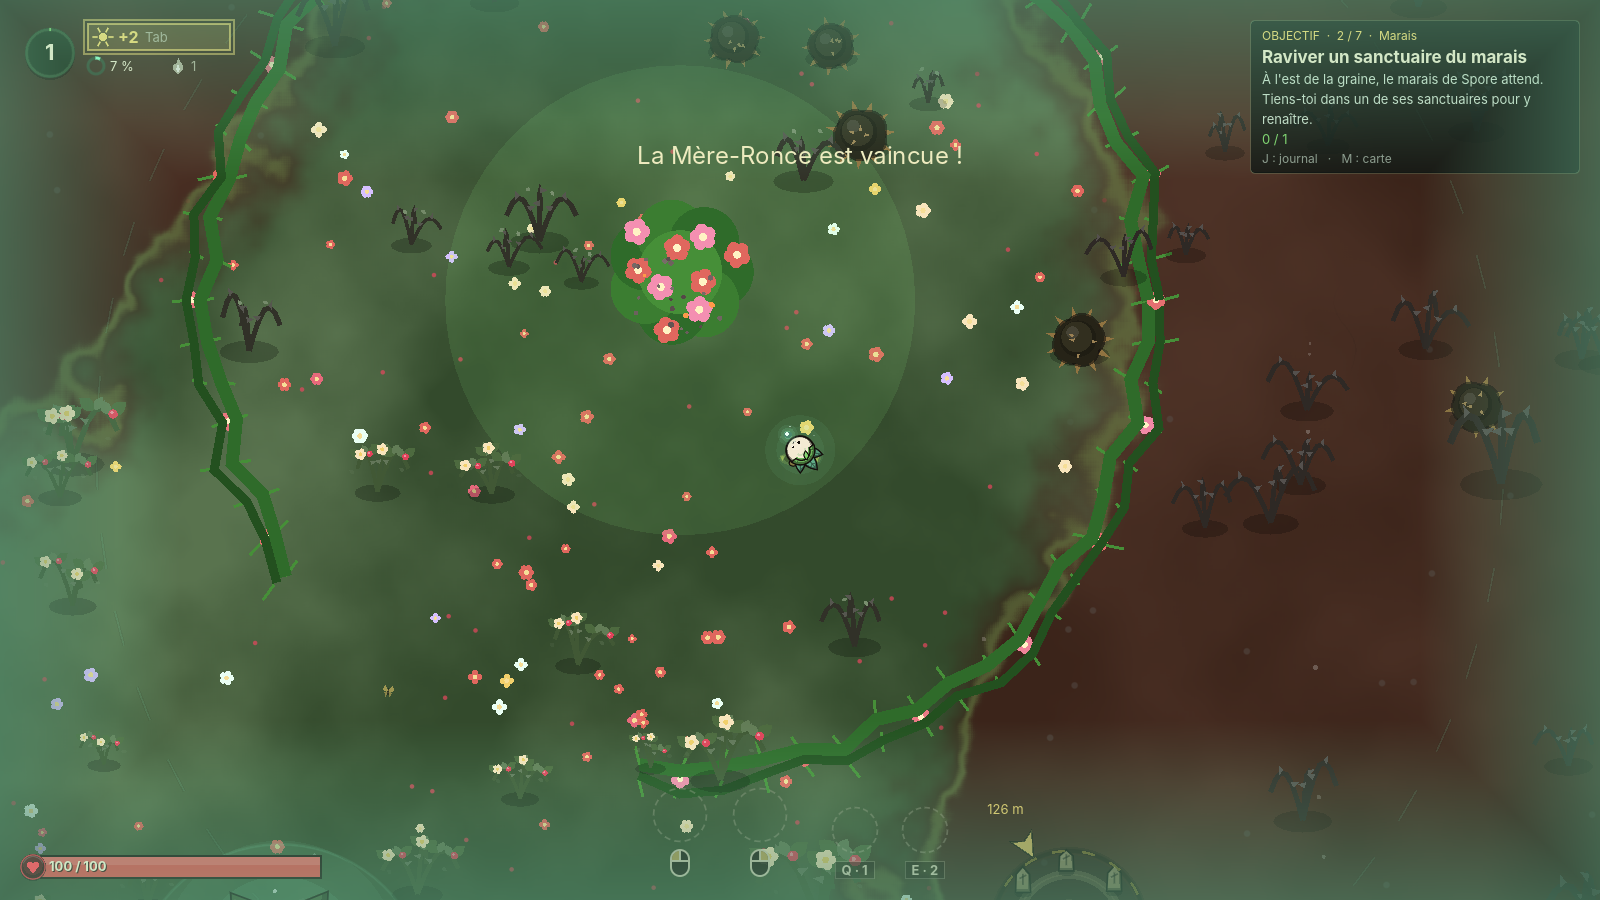 1
+2 Tab
7 %
1
OBJECTIF · 2 / 7 · Marais
Raviver un sanctuaire du marais
À l'est de la graine, le marais de Spore attend.
Tiens-toi dans un de ses sanctuaires pour y
renaître.
0 / 1
J : journal · M : carte
La Mère-Ronce est vaincue !
126 m
100 / 100
Q · 1
E · 2